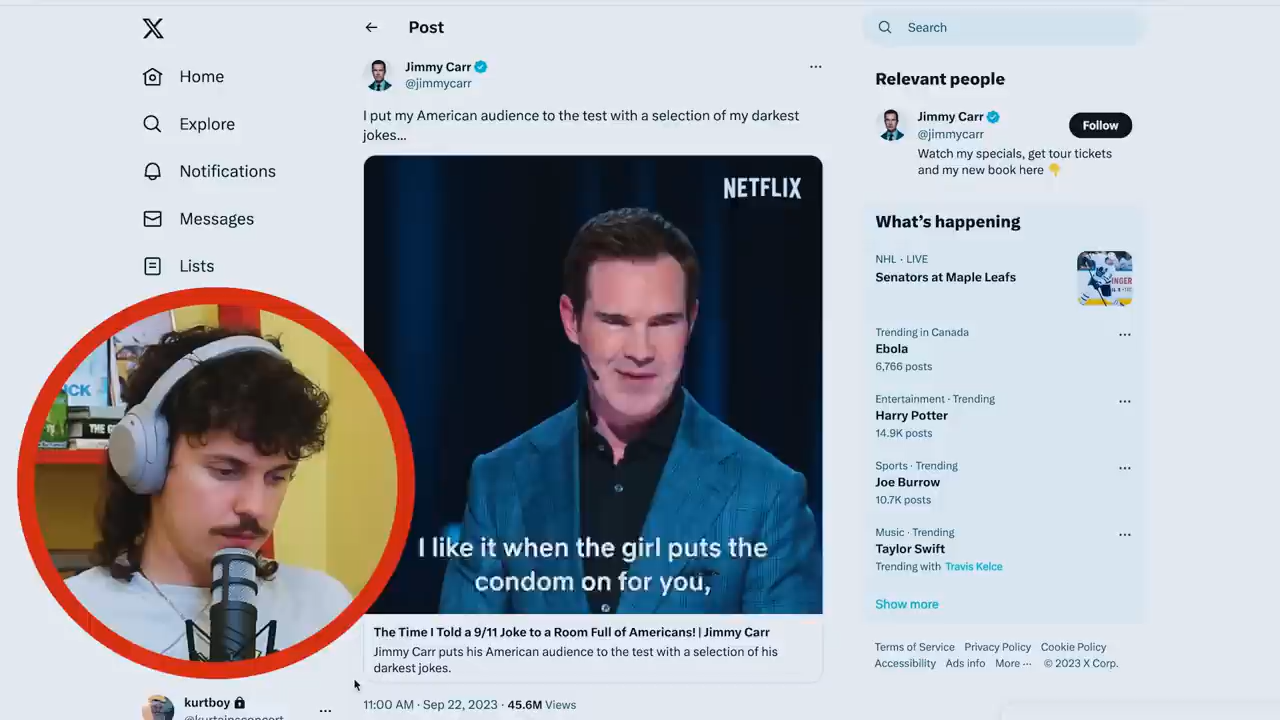 Home
Explore
Notifications
Messages
Lists
kurtboy
Post
Jimmy Carr
@jimmycarr
I put my American audience to the test with a selection of my darkest
jokes...
NETFLIX
I like it when the girl puts the
condom on for you,
The Time I Told a 9/11 Joke to a Room Full of Americans! | Jimmy Carr
Jimmy Carr puts his American audience to the test with a selection of his
darkest jokes.
11:00 AM · Sep 22, 2023 · 45.6M Views
Search
Relevant people
Jimmy Carr
@jimmycarr
Follow
Watch my specials, get tour tickets
and my new book here 👇
What's happening
NHL · LIVE
Senators at Maple Leafs
Trending in Canada
Ebola
6,766 posts
Entertainment · Trending
Harry Potter
14.9K posts
Sports · Trending
Joe Burrow
10.7K posts
Music · Trending
Taylor Swift
Trending with Travis Kelce
Show more
Terms of Service Privacy Policy Cookie Policy
Accessibility Ads info More ··· © 2023 X Corp.